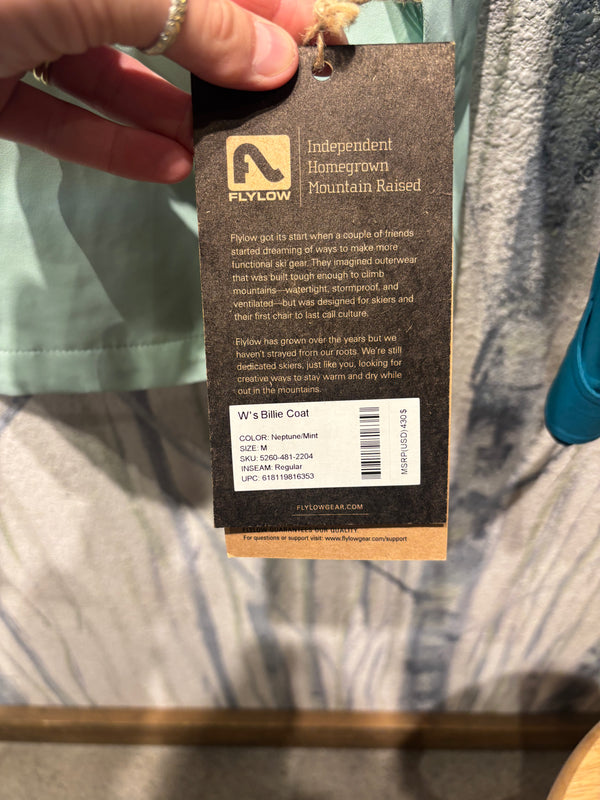 FLYLOW
Independent
Homegrown
Mountain Raised
Flylow got its start when a couple of friends
started dreaming of ways to make more
functional ski gear. They imagined outerwear
that was built tough enough to climb
mountains—watertight, stormproof, and
ventilated—but was designed for skiers and
their first chair to last call culture.
Flylow has grown over the years but we
haven't strayed from our roots. We're still
dedicated skiers, just like you, looking for
creative ways to stay warm and dry while
out in the mountains.
W's Billie Coat
COLOR: Neptune/Mint
SIZE: M
SKU: 5260-481-2204
INSEAM: Regular
UPC: 618119816353
MSRP(USD) 430 $
FLYLOWGEAR.COM
FLYLOW GUARANTEES OUR QUALITY.
For questions or support visit: www.flylowgear.com/support